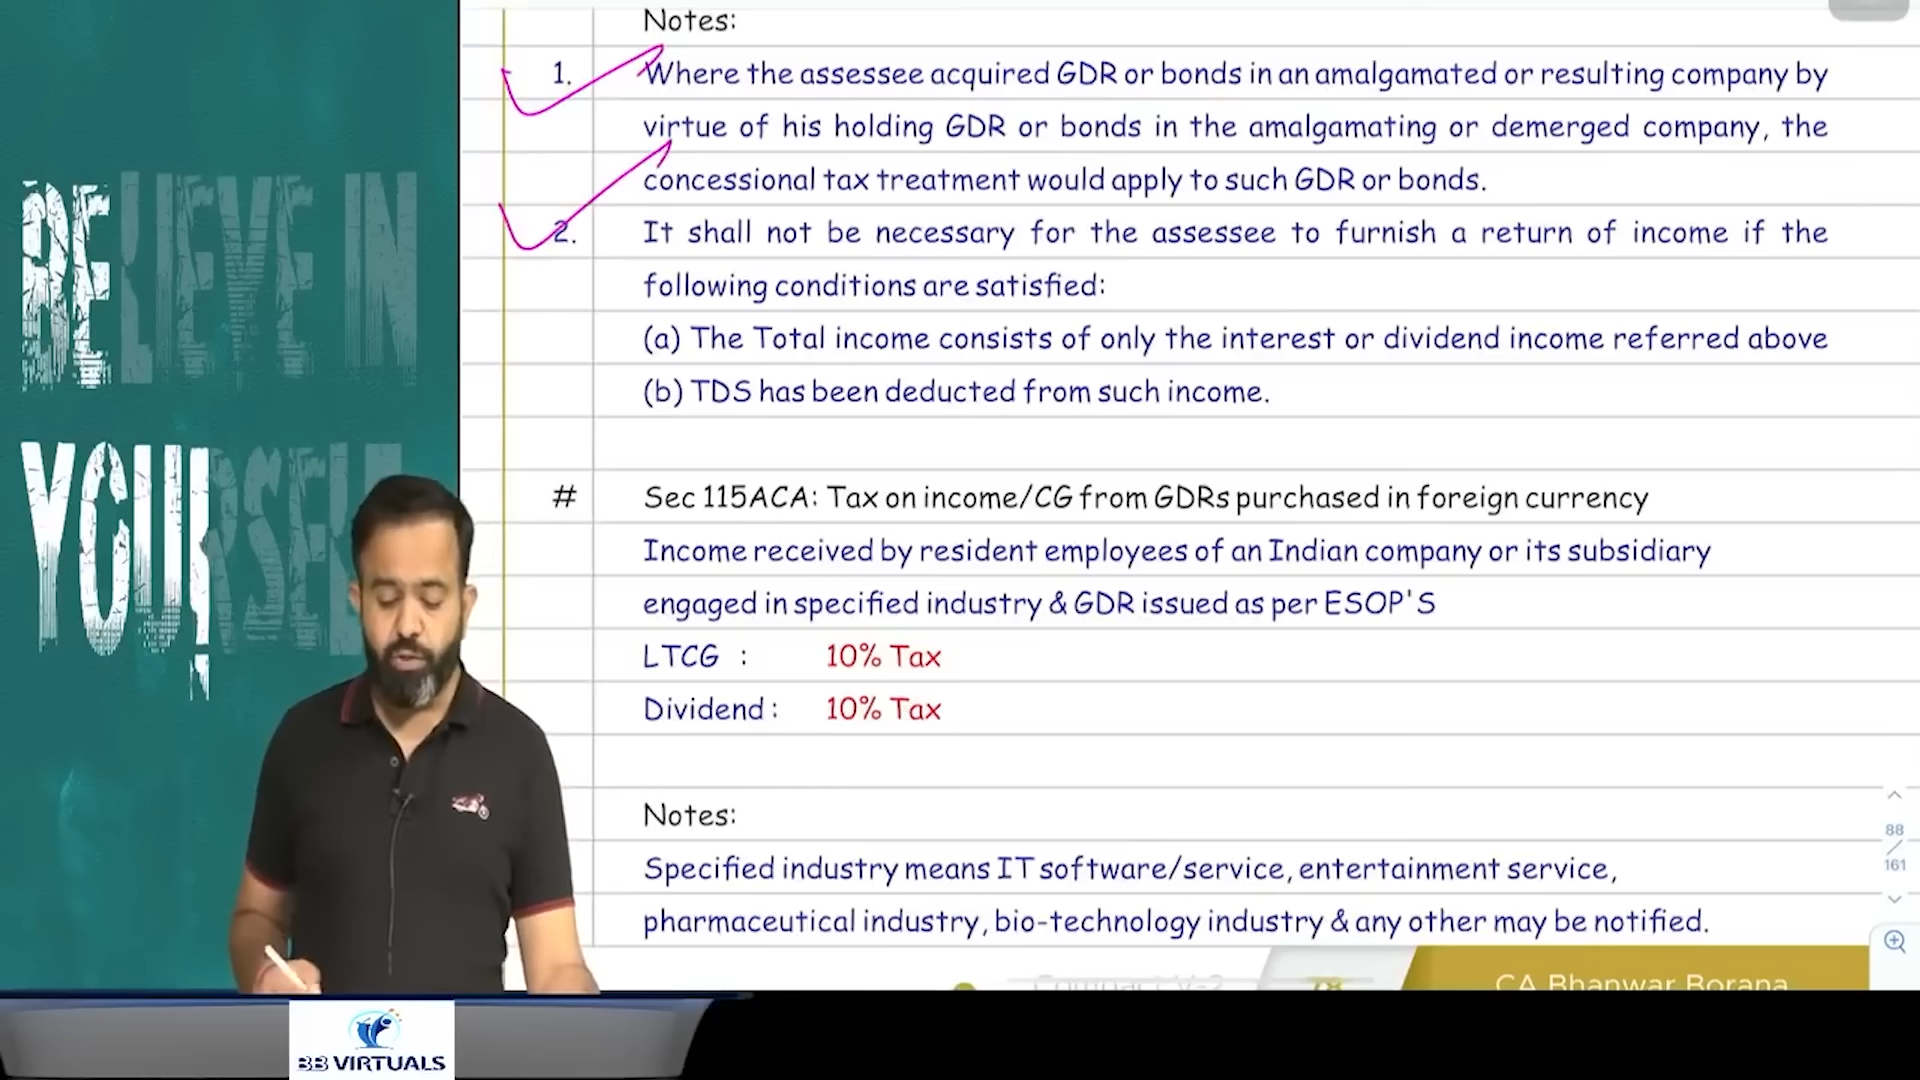 Notes:
1. Where the assessee acquired GDR or bonds in an amalgamated or resulting company by
virtue of his holding GDR or bonds in the amalgamating or demerged company, the
concessional tax treatment would apply to such GDR or bonds.
2. It shall not be necessary for the assessee to furnish a return of income if the
following conditions are satisfied:
(a) The Total income consists of only the interest or dividend income referred above
(b) TDS has been deducted from such income.
# Sec 115ACA: Tax on income/CG from GDRs purchased in foreign currency
Income received by resident employees of an Indian company or its subsidiary
engaged in specified industry & GDR issued as per ESOP'S
LTCG : 10% Tax
Dividend : 10% Tax
Notes:
Specified industry means IT software/service, entertainment service,
pharmaceutical industry, bio-technology industry & any other may be notified.
88
/
161
CA Bhanwar Borana
BELIEVE IN
YOURSELF
BB VIRTUALS